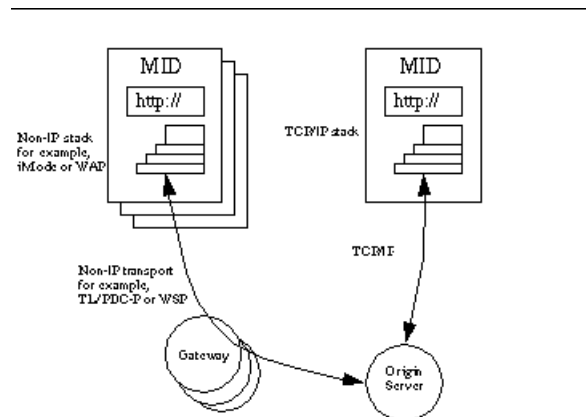 MID
http://
Non-IP stack
for example,
iMode or WAP
MID
http://
TCP/IP stack
TCP/IP
Non-IP transport
for example,
TL/PDC-P or WSP
Gateway
Origin
Server